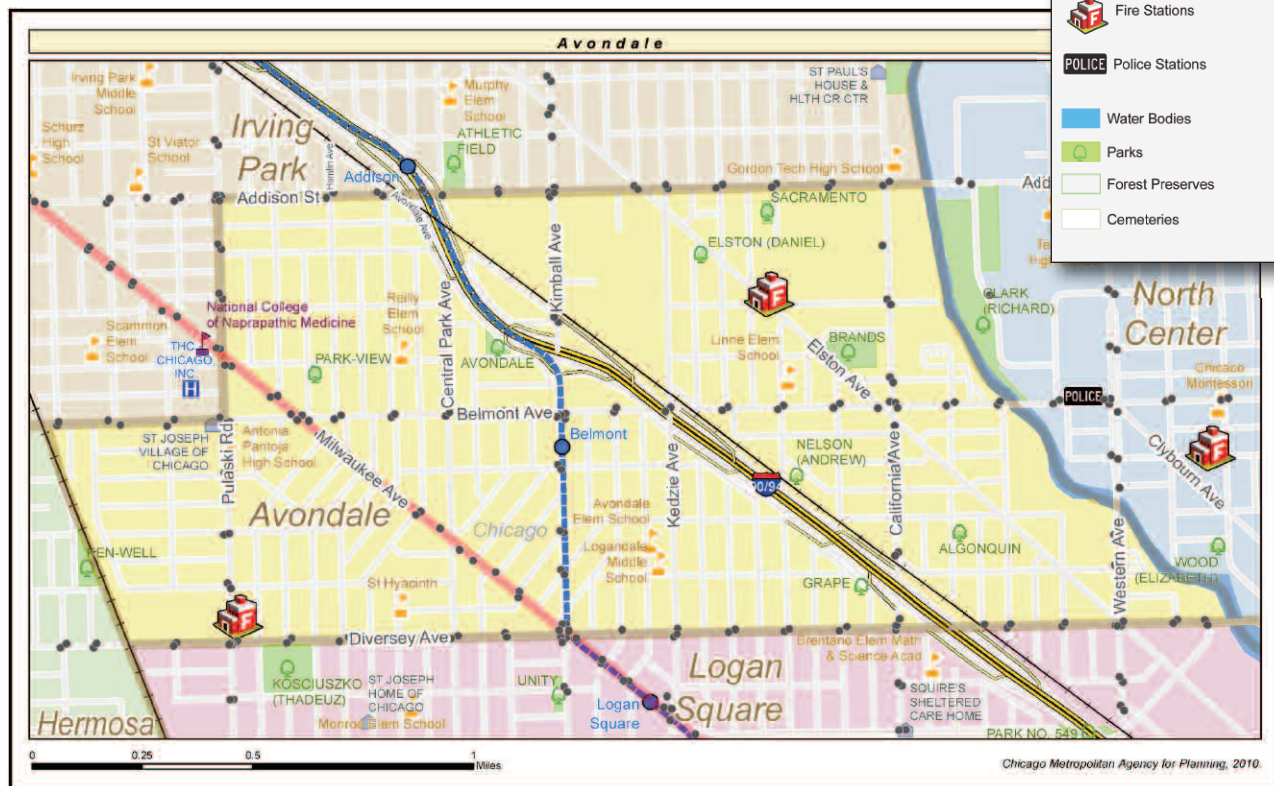 Avondale
Fire Stations
POLICE Police Stations
Water Bodies
Parks
Forest Preserves
Cemeteries
Irving Park
Middle
School
Murphy
Elem
School
ST PAUL'S
HOUSE &
HLTH CR CTR
Schurz
High
School
St Viator
School
Irving
Park
Hamlin Ave
ATHLETIC
FIELD
Gordon Tech High School
Addison
Addison St
Avondale Ave
SACRAMENTO
ELSTON (DANIEL)
Kimball Ave
CLARK
(RICHARD)
North
Center
National College
of Naprapathic Medicine
Reilly
Elem
School
Central Park Ave
Scammon
Elem
School
THC
CHICAGO
INC.
H
PARK-VIEW
AVONDALE
Linne Elem
School
BRANDS
Elston Ave
Chicago
Montessori
POLICE
Belmont Ave
Belmont
ST JOSEPH
VILLAGE OF
CHICAGO
Pulaski Rd
Antonia
Pantoja
High School
Milwaukee Ave
Kedzie Ave
NELSON
(ANDREW)
90/94
California Ave
Clybourn Ave
Avondale
Chicago
Avondale
Elem School
Logandale
Middle
School
ALGONQUIN
Western Ave
WOOD
(ELIZABETH)
KEN-WELL
St Hyacinth
GRAPE
Diversey Ave
Brentano Elem Math
& Science Acad
KOSCIUSZKO
(THADEUZ)
ST JOSEPH
HOME OF
CHICAGO
UNITY
Logan
Square
Logan
Square
SQUIRE'S
SHELTERED
CARE HOME
Hermosa
Monroe Elem School
PARK NO. 549
0 0.25 0.5 1
Miles
Chicago Metropolitan Agency for Planning, 2010.